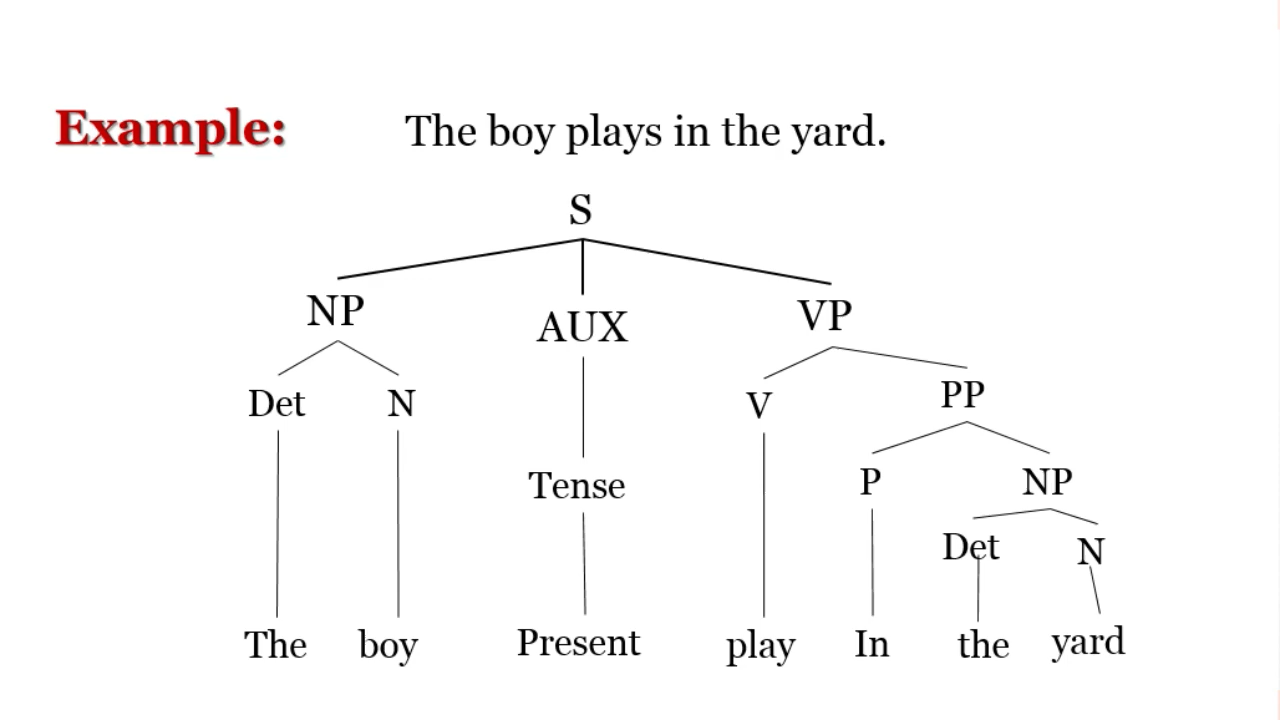 Example: The boy plays in the yard.
S
NP AUX VP
Det N V PP
Tense P NP
Det N
The boy Present play In the yard